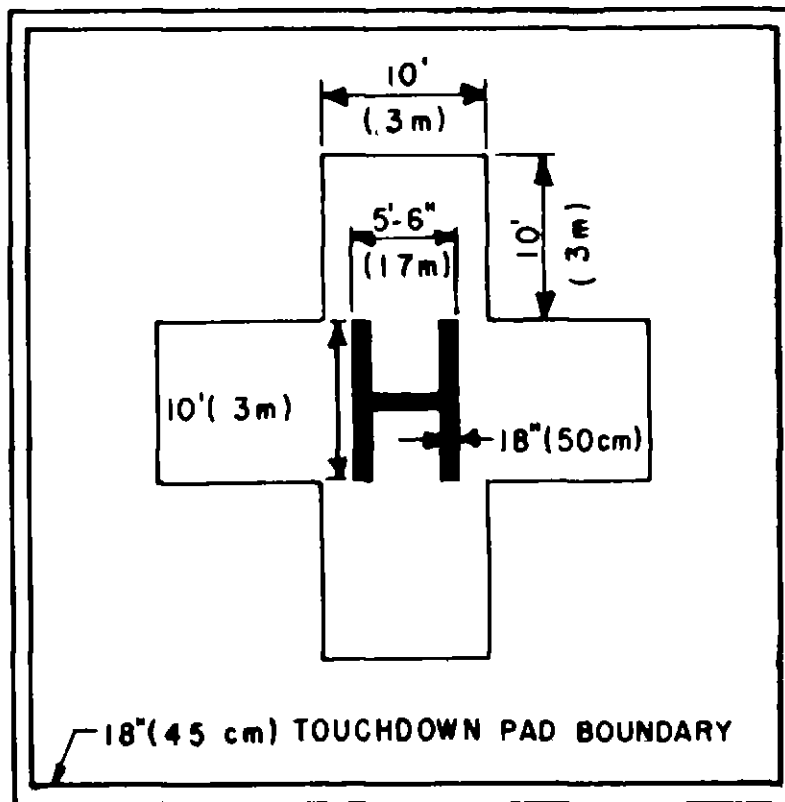 10'
(.3m)
5'-6"
(17m)
10'
(3m)
10'(3m)
H
18"(50cm)
18"(45 cm) TOUCHDOWN PAD BOUNDARY